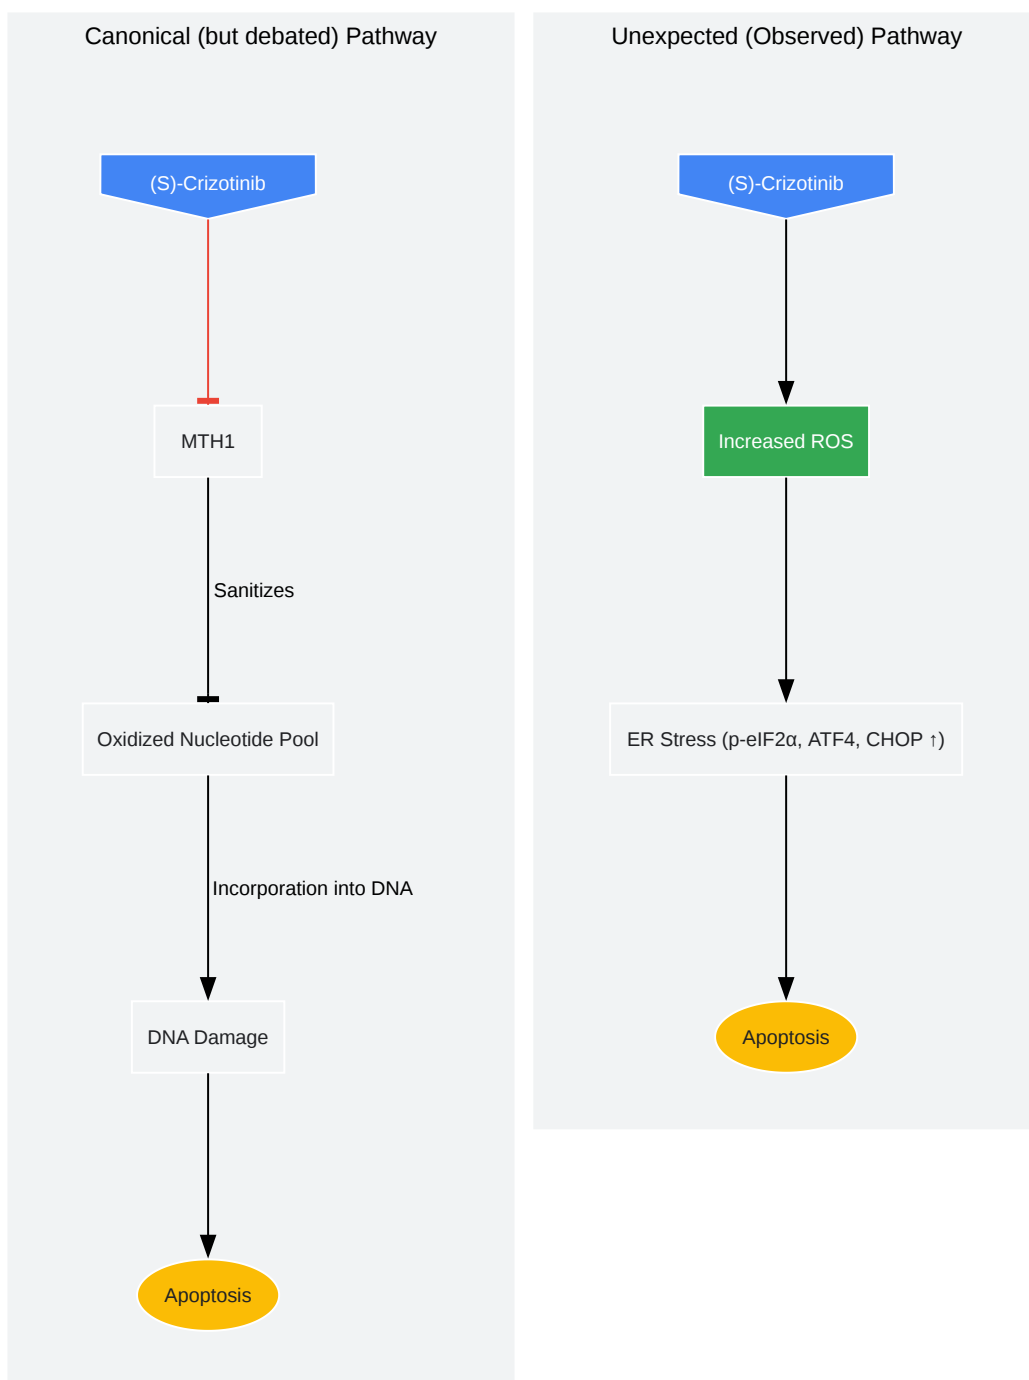 Canonical (but debated) Pathway
(S)-Crizotinib
MTH1
Sanitizes
Oxidized Nucleotide Pool
Incorporation into DNA
DNA Damage
Apoptosis
Unexpected (Observed) Pathway
(S)-Crizotinib
Increased ROS
ER Stress (p-eIF2α, ATF4, CHOP ↑)
Apoptosis